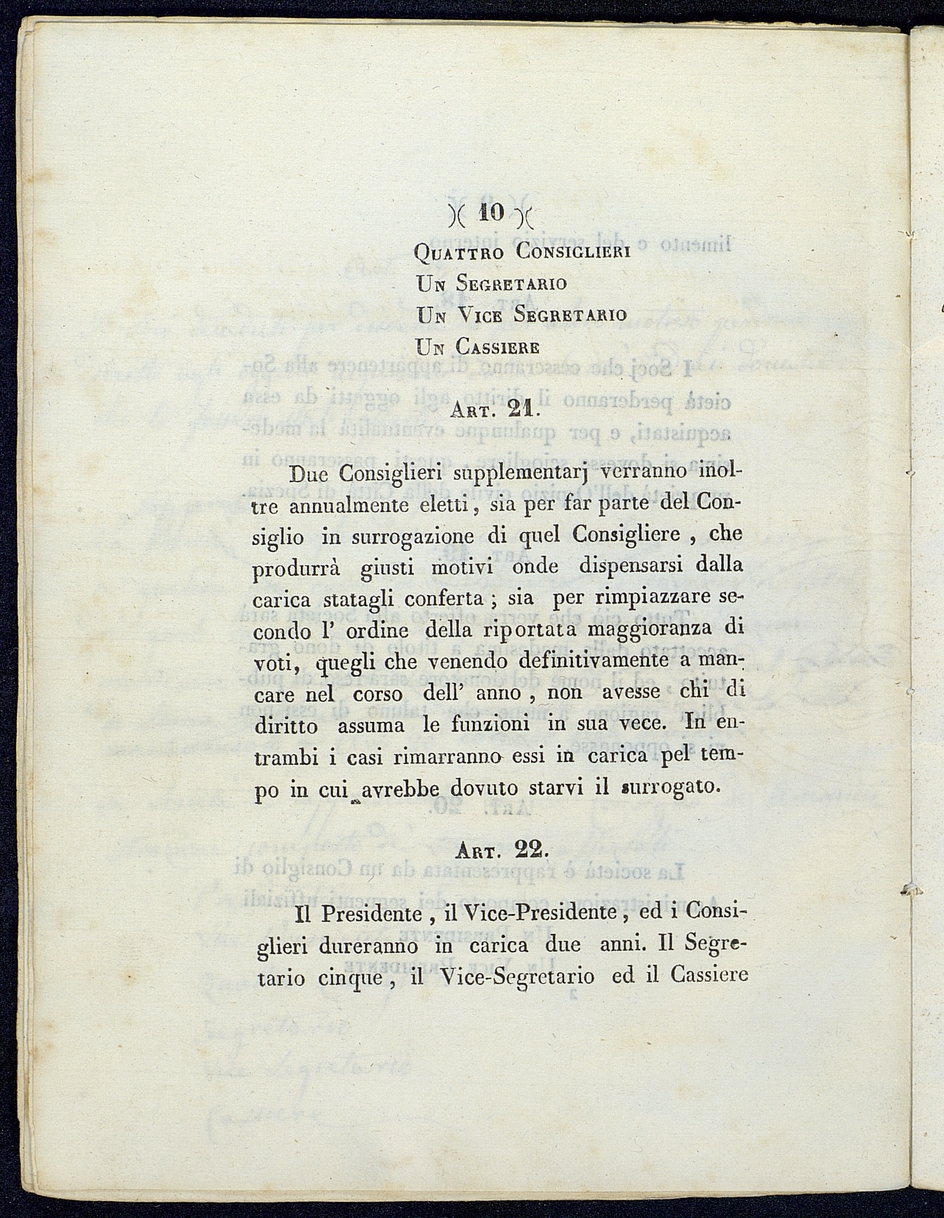 )( 10 )(
Quattro Consiglieri
Un Segretario
Un Vice Segretario
Un Cassiere
Art. 21.
Due Consiglieri supplementarj verranno inol-
tre annualmente eletti, sia per far parte del Con-
siglio in surrogazione di quel Consigliere , che
produrrà giusti motivi onde dispensarsi dalla
carica statagli conferta ; sia per rimpiazzare se-
condo l' ordine della riportata maggioranza di
voti, quegli che venendo definitivamente a man-
care nel corso dell' anno , non avesse chi di
diritto assuma le funzioni in sua vece. In en-
trambi i casi rimarranno essi in carica pel tem-
po in cui avrebbe dovuto starvi il surrogato.
Art. 22.
Il Presidente , il Vice-Presidente , ed i Consi-
glieri dureranno in carica due anni. Il Segre-
tario cinque , il Vice-Segretario ed il Cassiere